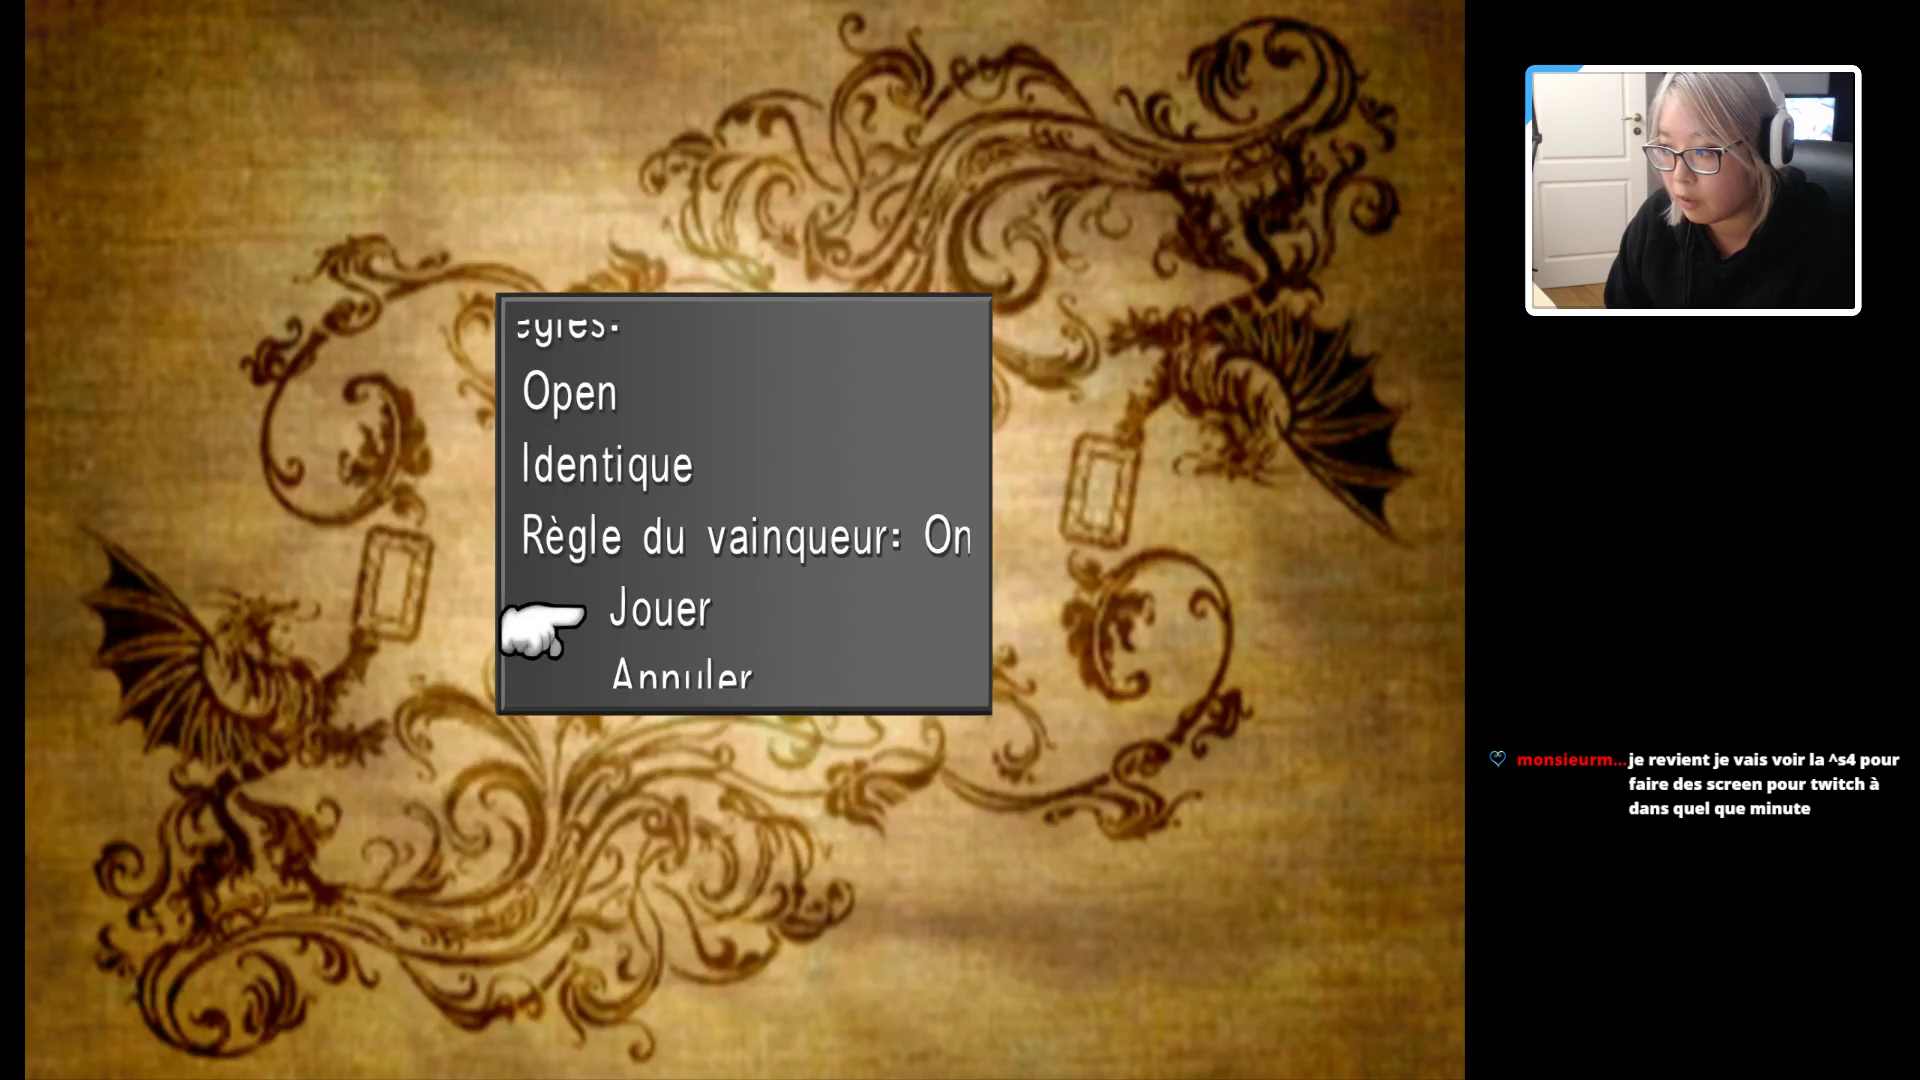 Open
Identique
Règle du vainqueur: On
Jouer
Annuler
monsieurm... je revient je vais voir la ^s4 pour
faire des screen pour twitch à
dans quel que minute